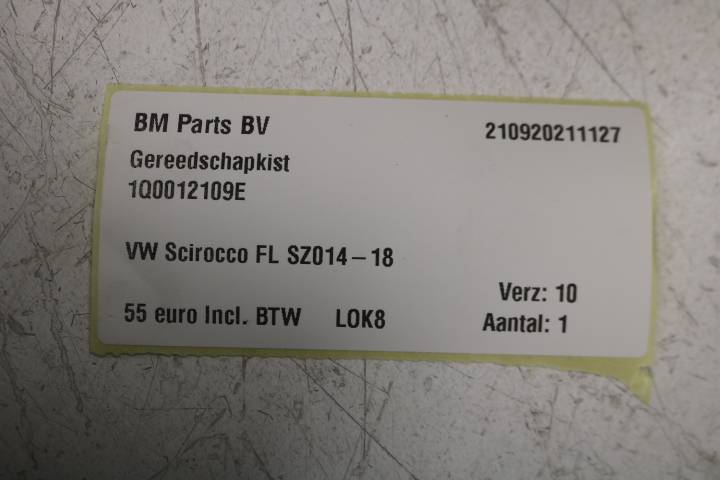 BM Parts BV 210920211127
Gereedschapkist
1Q0012109E
VW Scirocco FL SZ014-18
Verz: 10
55 euro Incl. BTW LOK8 Aantal: 1